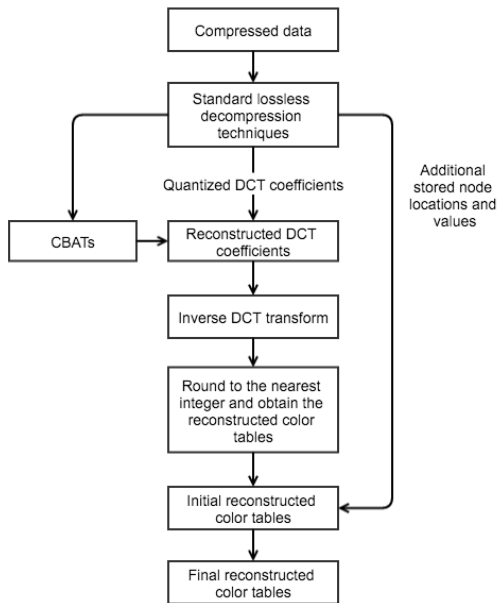 Compressed data
Standard lossless
decompression
techniques
Quantized DCT coefficients
Additional
stored node
locations and
values
CBATs
Reconstructed DCT
coefficients
Inverse DCT transform
Round to the nearest
integer and obtain the
reconstructed color
tables
Initial reconstructed
color tables
Final reconstructed
color tables